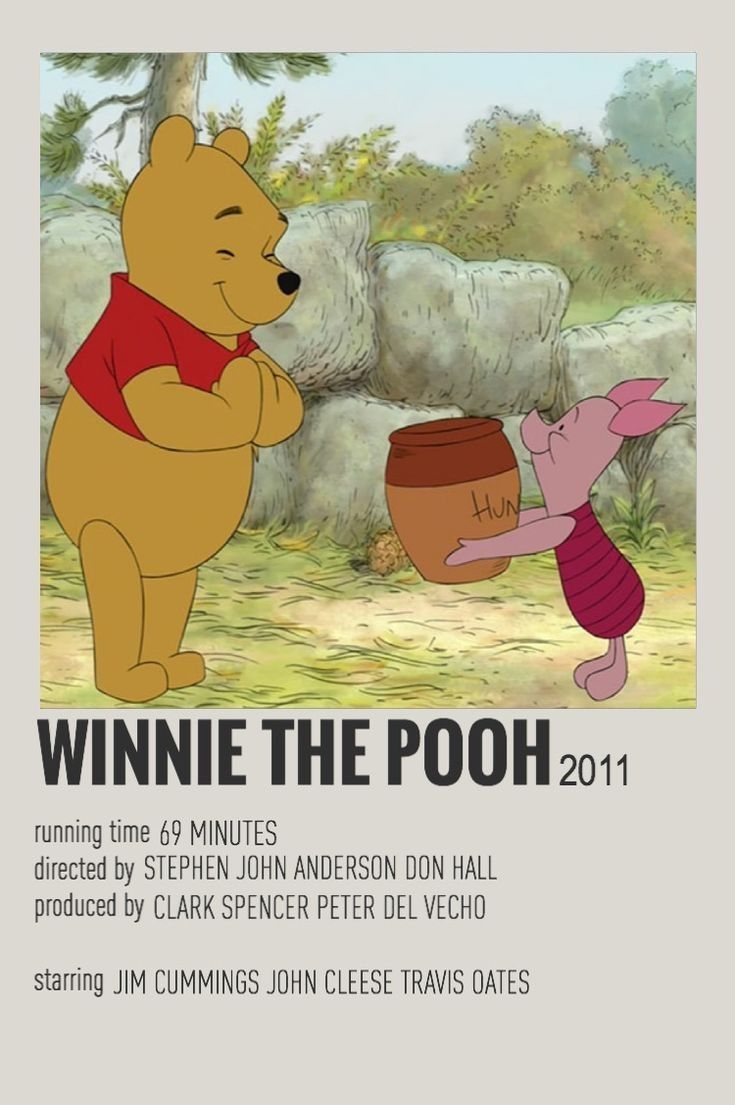 HUN
WINNIE THE POOH 2011
running time 69 MINUTES
directed by STEPHEN JOHN ANDERSON DON HALL
produced by CLARK SPENCER PETER DEL VECHO
starring JIM CUMMINGS JOHN CLEESE TRAVIS OATES